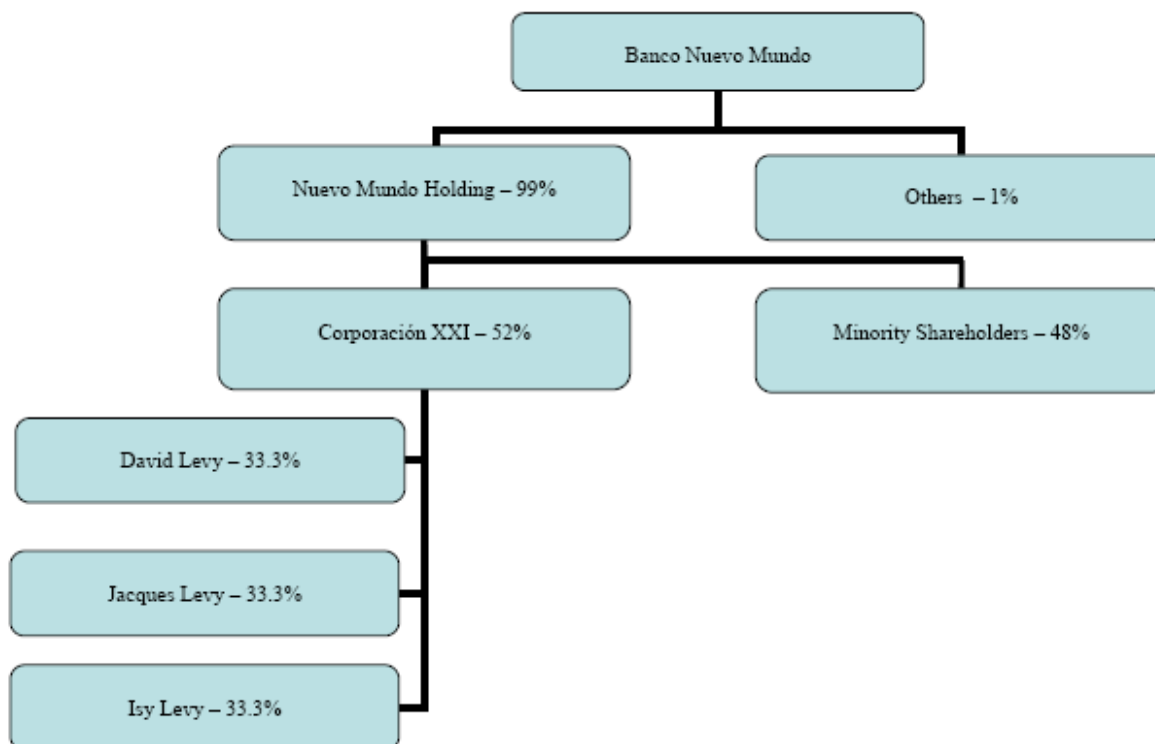 Banco Nuevo Mundo
Nuevo Mundo Holding – 99%
Others – 1%
Corporación XXI – 52%
Minority Shareholders – 48%
David Levy – 33.3%
Jacques Levy – 33.3%
Isy Levy – 33.3%